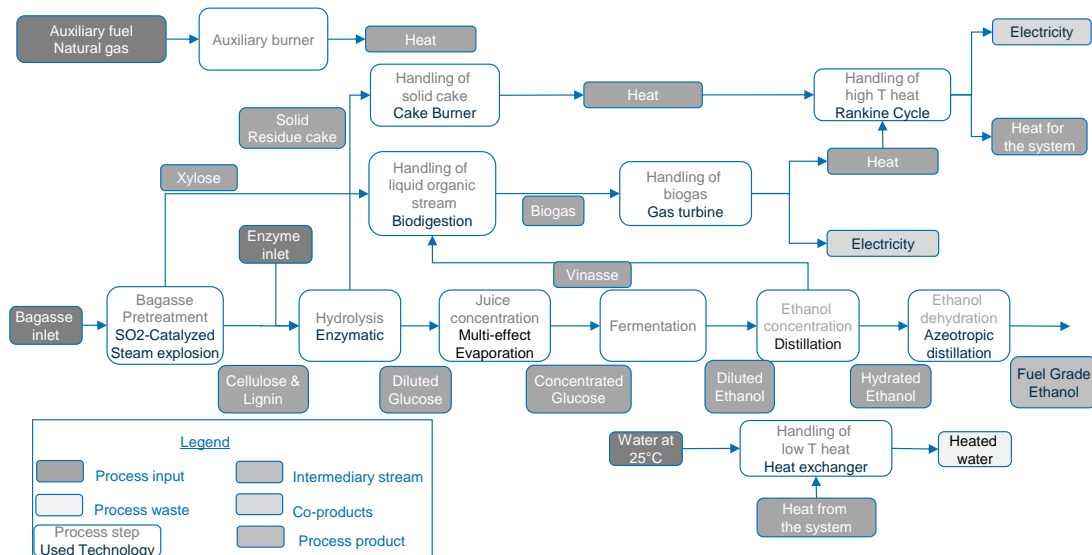 Auxiliary fuel
Natural gas
Auxiliary burner
Heat
Electricity
Handling of
solid cake
Cake Burner
Heat
Handling of
high T heat
Rankine Cycle
Solid
Residue cake
Heat for
the system
Xylose
Handling of
liquid organic
stream
Biodigestion
Biogas
Handling of
biogas
Gas turbine
Heat
Enzyme
inlet
Electricity
Vinasse
Bagasse
inlet
Bagasse
Pretreatment
SO2-Catalyzed
Steam explosion
Hydrolysis
Enzymatic
Juice
concentration
Multi-effect
Evaporation
Fermentation
Ethanol
concentration
Distillation
Ethanol
dehydration
Azeotropic
distillation
Cellulose &
Lignin
Diluted
Glucose
Concentrated
Glucose
Diluted
Ethanol
Hydrated
Ethanol
Fuel Grade
Ethanol
Legend
Process input
Intermediary stream
Process waste
Co-products
Process step
Used Technology
Process product
Water at
25°C
Handling of
low T heat
Heat exchanger
Heated
water
Heat from
the system